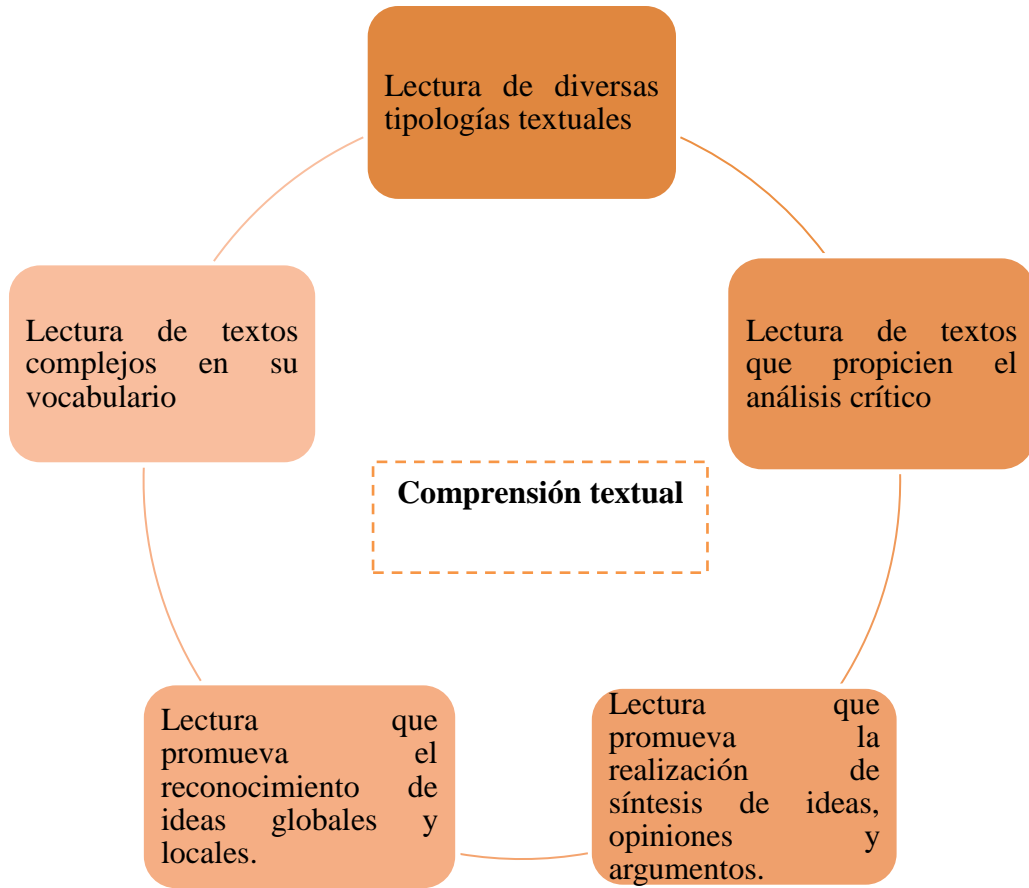 Lectura de diversas
tipologías textuales
Lectura de textos
complejos en su
vocabulario
Lectura de textos
que propicien el
análisis crítico
Comprensión textual
Lectura que
promueva el
reconocimiento de
ideas globales y
locales.
Lectura que
promueva la
realización de
síntesis de ideas,
opiniones y
argumentos.